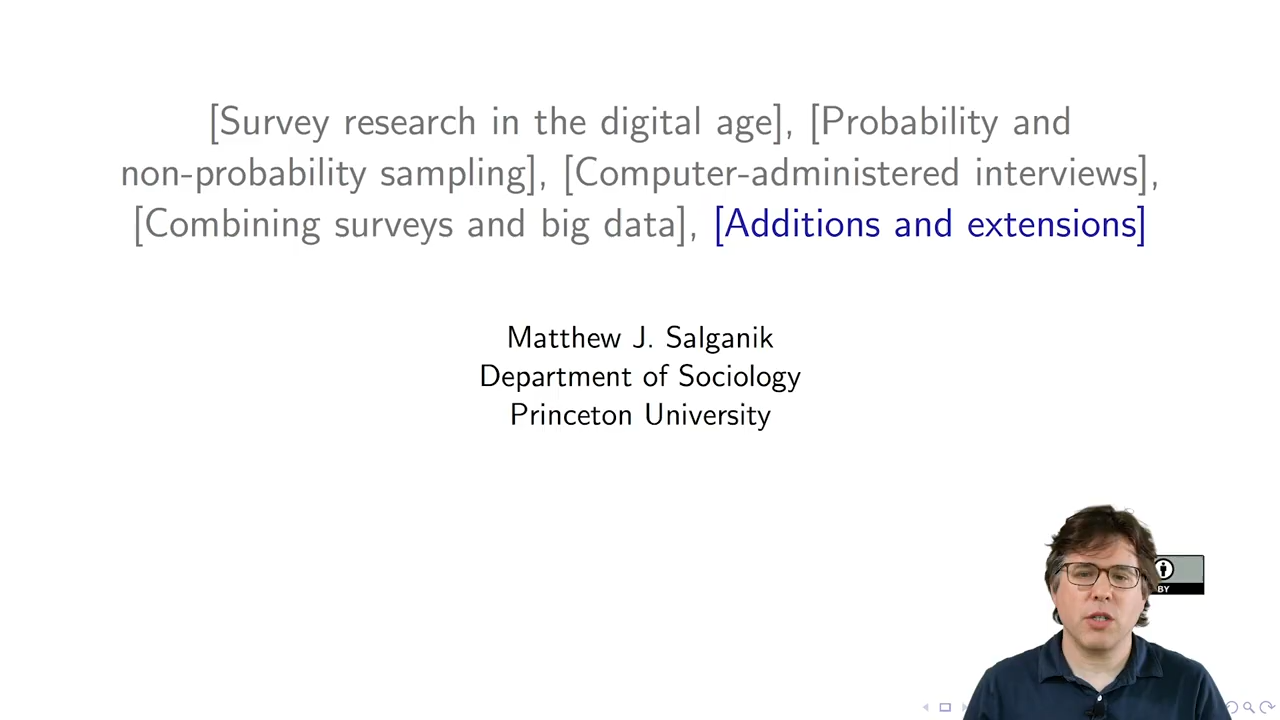 [Survey research in the digital age], [Probability and
non-probability sampling], [Computer-administered interviews],
[Combining surveys and big data], [Additions and extensions]
Matthew J. Salganik
Department of Sociology
Princeton University
BY